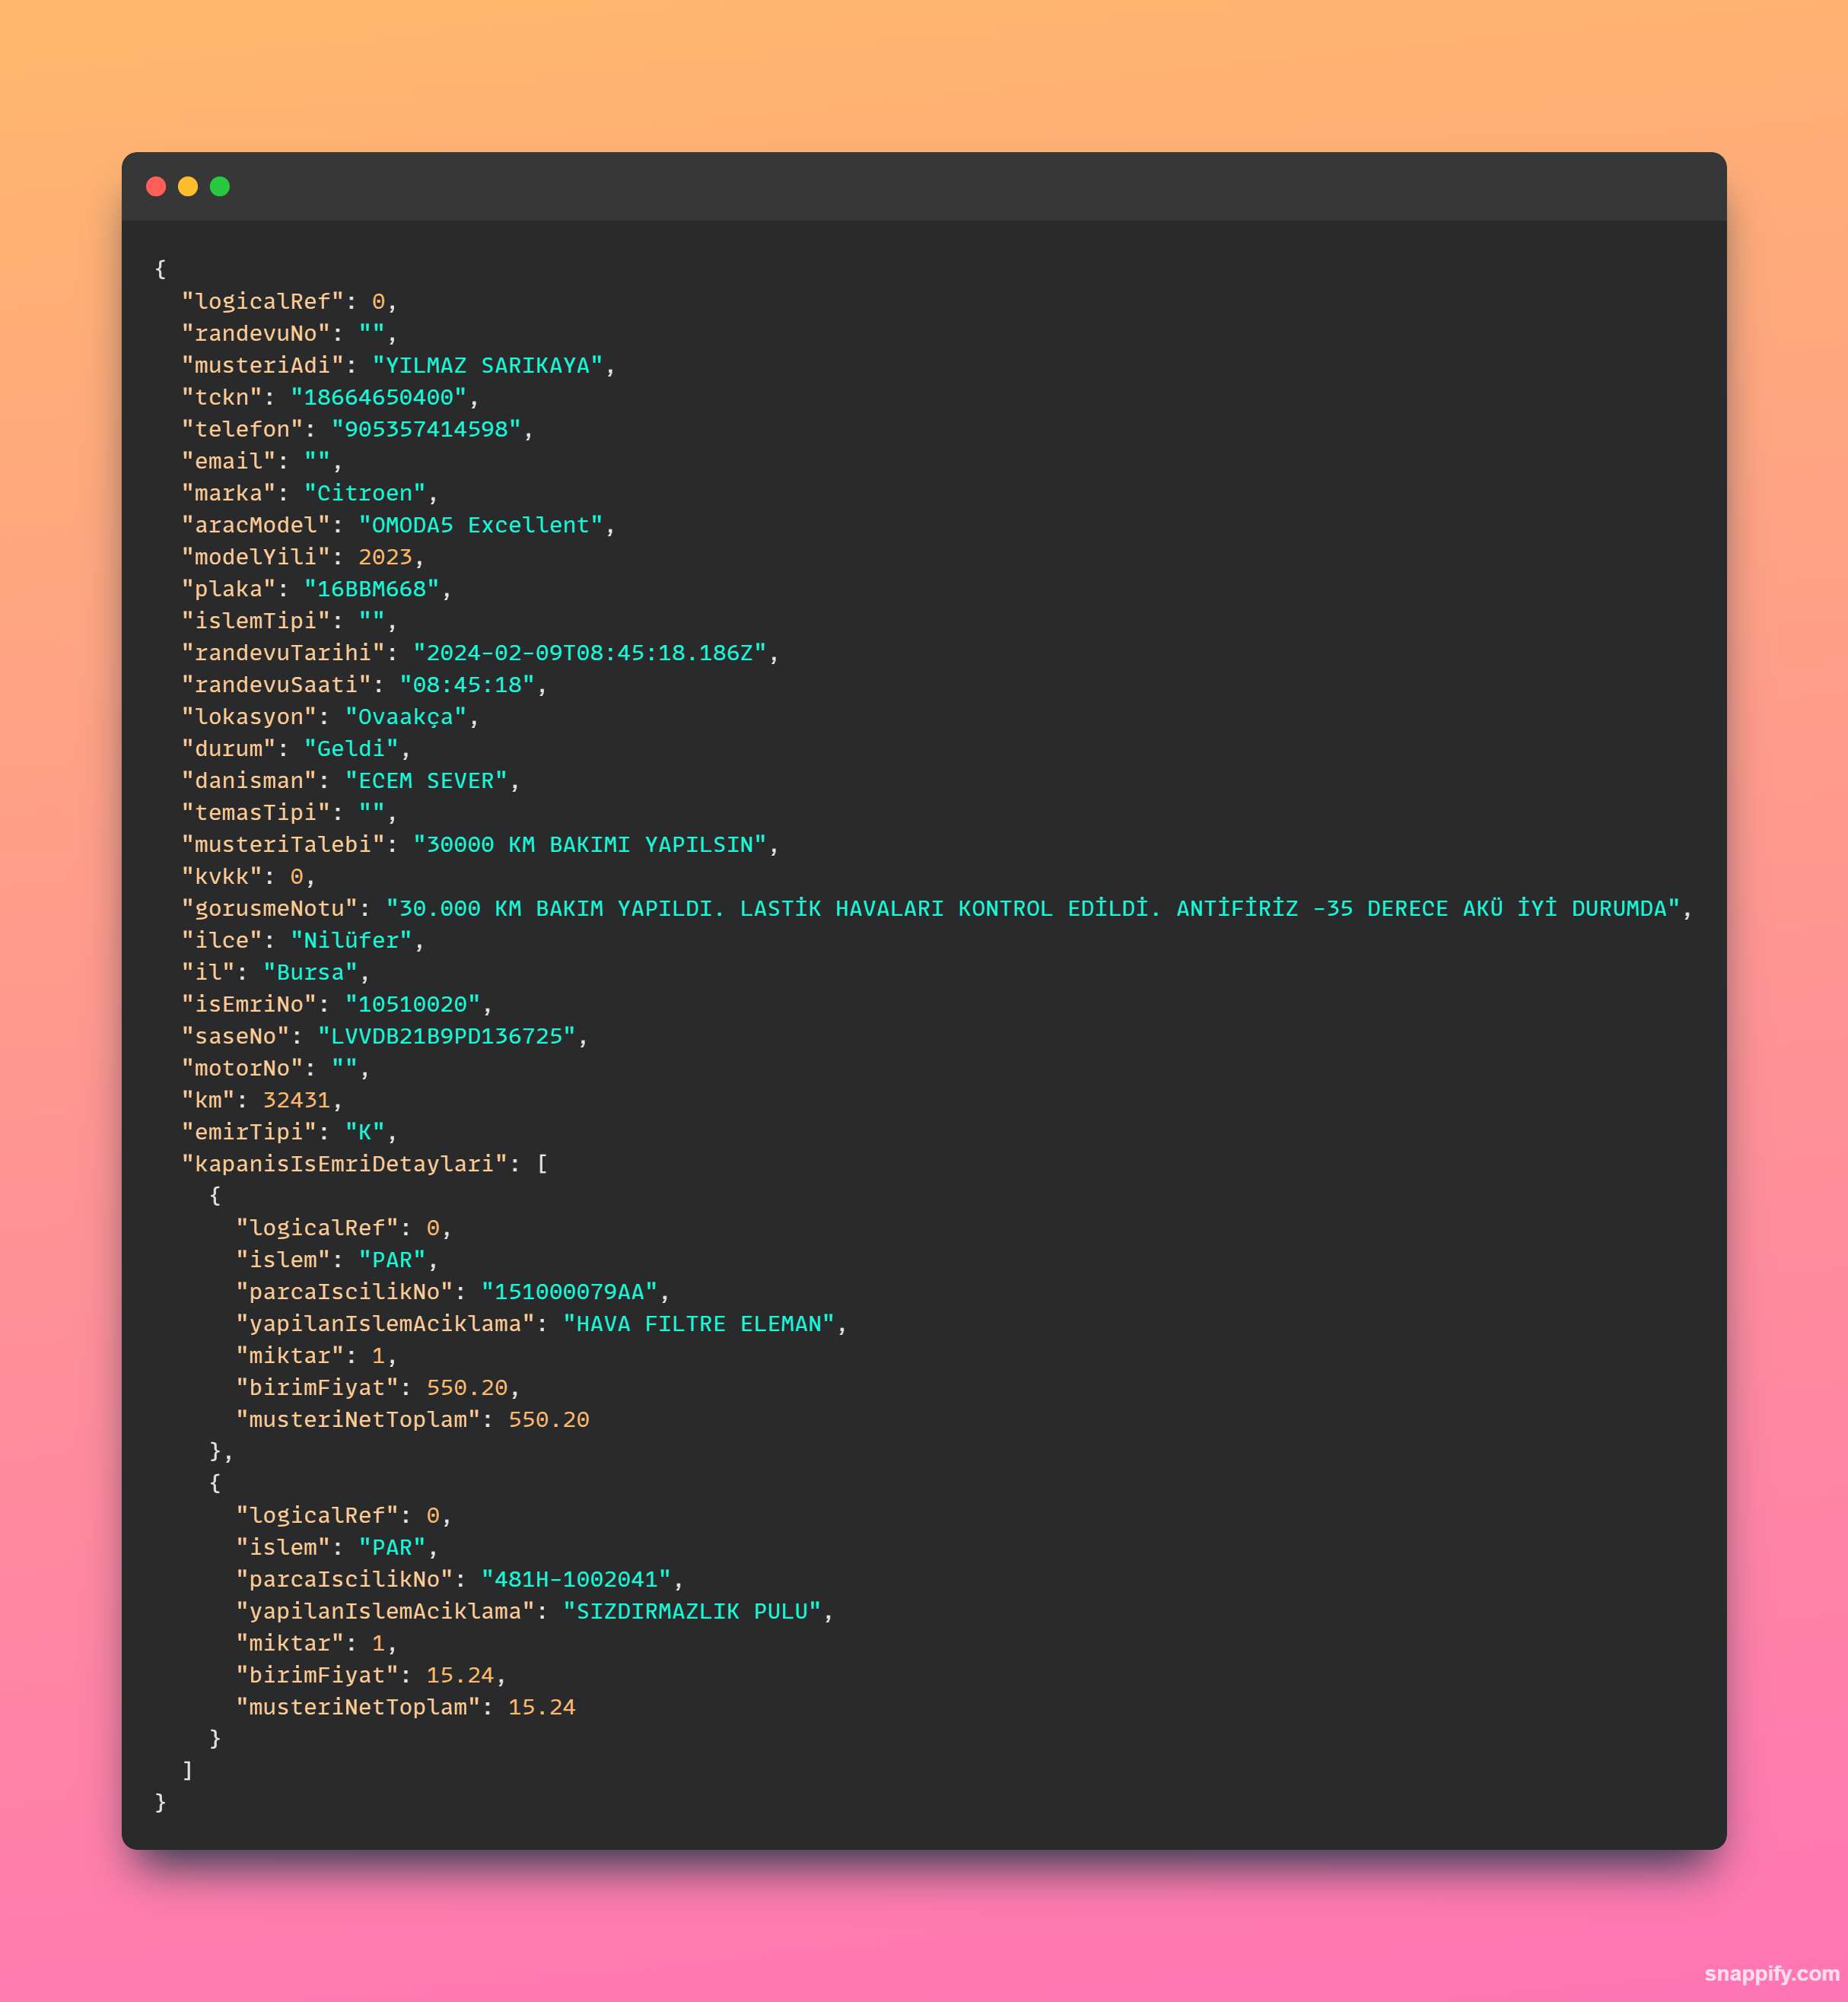 {
  "logicalRef": 0,
  "randevuNo": "",
  "musteriAdi": "YILMAZ SARIKAYA",
  "tckn": "18664650400",
  "telefon": "905357414598",
  "email": "",
  "marka": "Citroen",
  "aracModel": "OMODA5 Excellent",
  "modelYili": 2023,
  "plaka": "16BBM668",
  "islemTipi": "",
  "randevuTarihi": "2024-02-09T08:45:18.186Z",
  "randevuSaati": "08:45:18",
  "lokasyon": "Ovaakça",
  "durum": "Geldi",
  "danisman": "ECEM SEVER",
  "temasTipi": "",
  "musteriTalebi": "30000 KM BAKIMI YAPILSIN",
  "kvkk": 0,
  "gorusmeNotu": "30.000 KM BAKIM YAPILDI. LASTİK HAVALARI KONTROL EDİLDİ. ANTİFİRİZ -35 DERECE AKÜ İYİ DURUMDA",
  "ilce": "Nilüfer",
  "il": "Bursa",
  "isEmriNo": "10510020",
  "saseNo": "LVVDB21B9PD136725",
  "motorNo": "",
  "km": 32431,
  "emirTipi": "K",
  "kapanisIsEmriDetaylari": [
    {
      "logicalRef": 0,
      "islem": "PAR",
      "parcaIscilikNo": "151000079AA",
      "yapilanIslemAciklama": "HAVA FILTRE ELEMAN",
      "miktar": 1,
      "birimFiyat": 550.20,
      "musteriNetToplam": 550.20
    },
    {
      "logicalRef": 0,
      "islem": "PAR",
      "parcaIscilikNo": "481H-1002041",
      "yapilanIslemAciklama": "SIZDIRMAZLIK PULU",
      "miktar": 1,
      "birimFiyat": 15.24,
      "musteriNetToplam": 15.24
    }
  ]
}
snappify.com